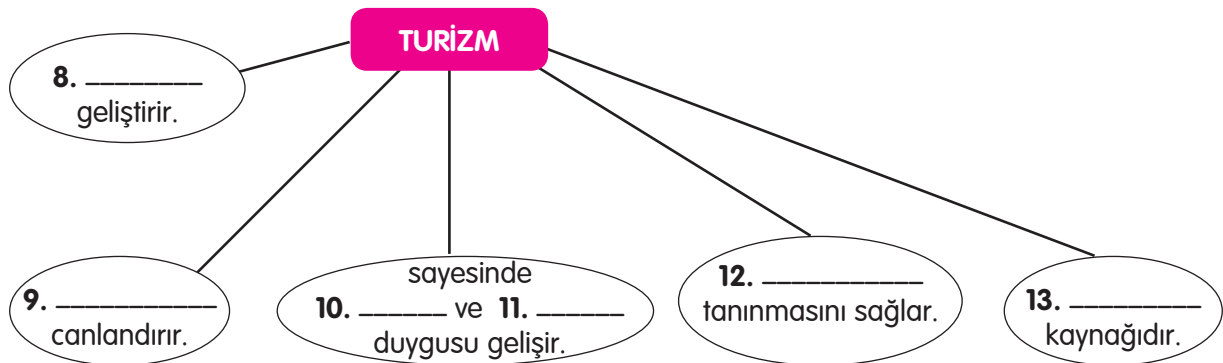 TURİZM
8. ________
geliştirir.
9. ___________
canlandırır.
sayesinde
10. ______ ve 11. ______
duygusu gelişir.
12. ___________
tanınmasını sağlar.
13. _________
kaynağıdır.